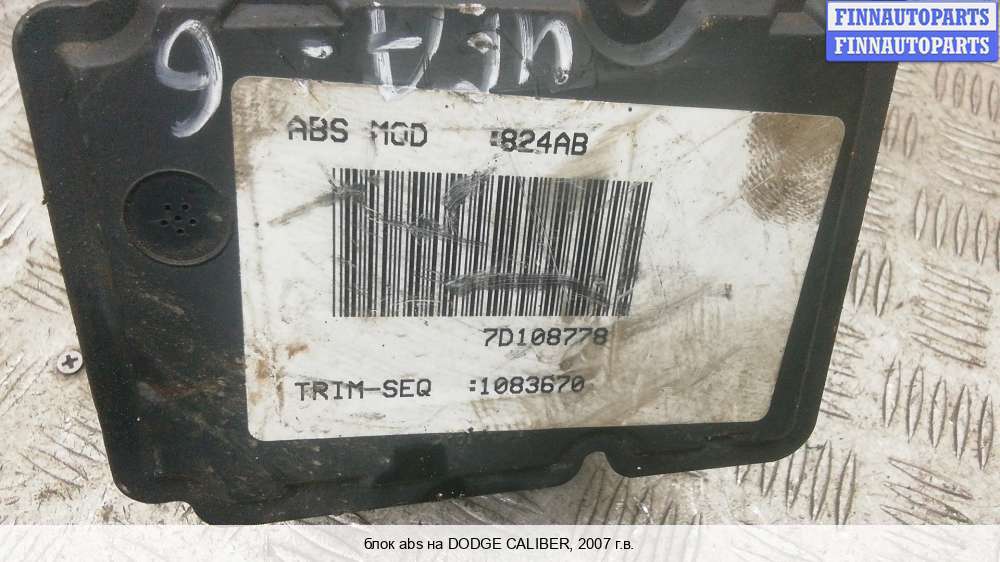 FINNAUTOPARTS
FINNAUTOPARTS
ABS MOD :824AB
7D108778
TRIM-SEQ :1083670
блок abs на DODGE CALIBER, 2007 г.в.